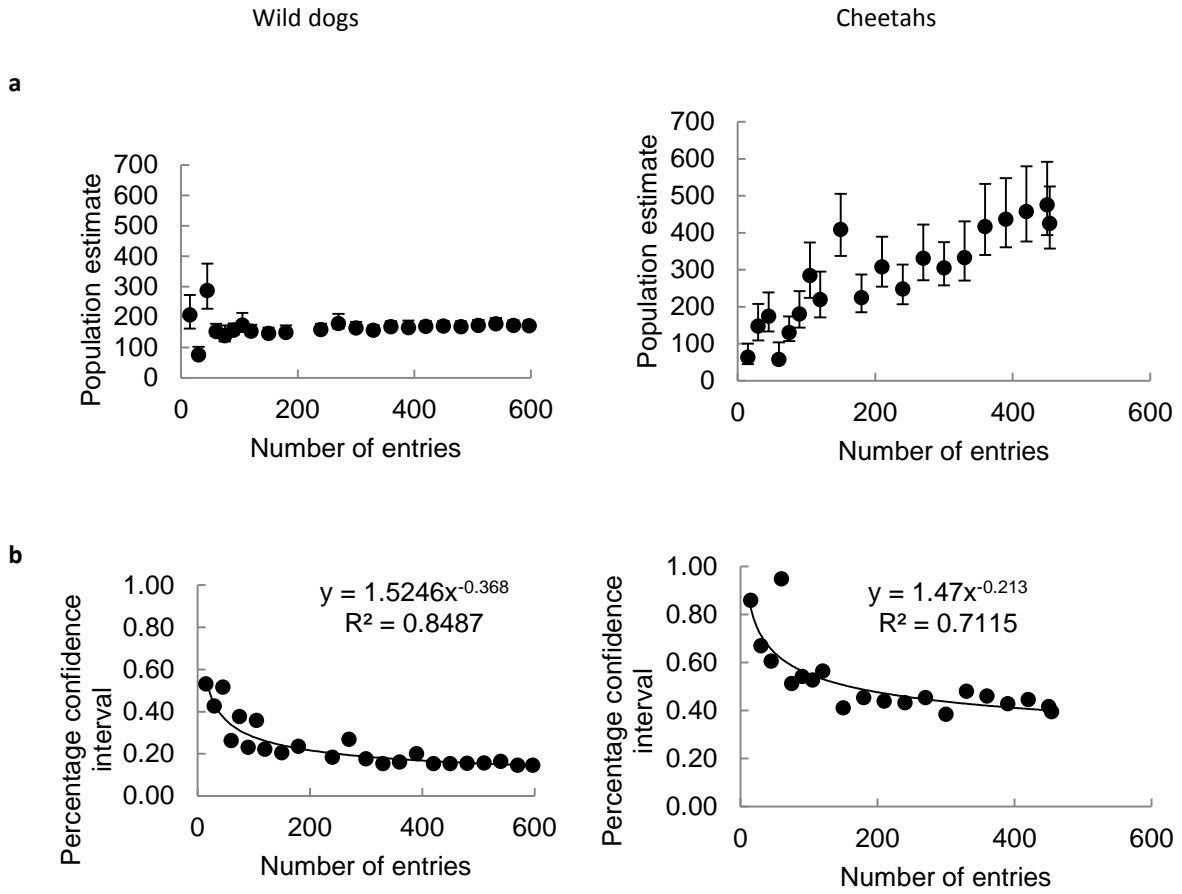 Wild dogs
Cheetahs
a
Population estimate
700
600
500
400
300
200
100
0
0 200 400 600
Number of entries
Population estimate
700
600
500
400
300
200
100
0
0 200 400 600
Number of entries
b
Percentage confidence
interval
1.00
0.80
0.60
0.40
0.20
0.00
y = 1.5246x^-0.368
R² = 0.8487
0 200 400 600
Number of entries
Percentage confidence
interval
1.00
0.80
0.60
0.40
0.20
0.00
y = 1.47x^-0.213
R² = 0.7115
0 200 400 600
Number of entries